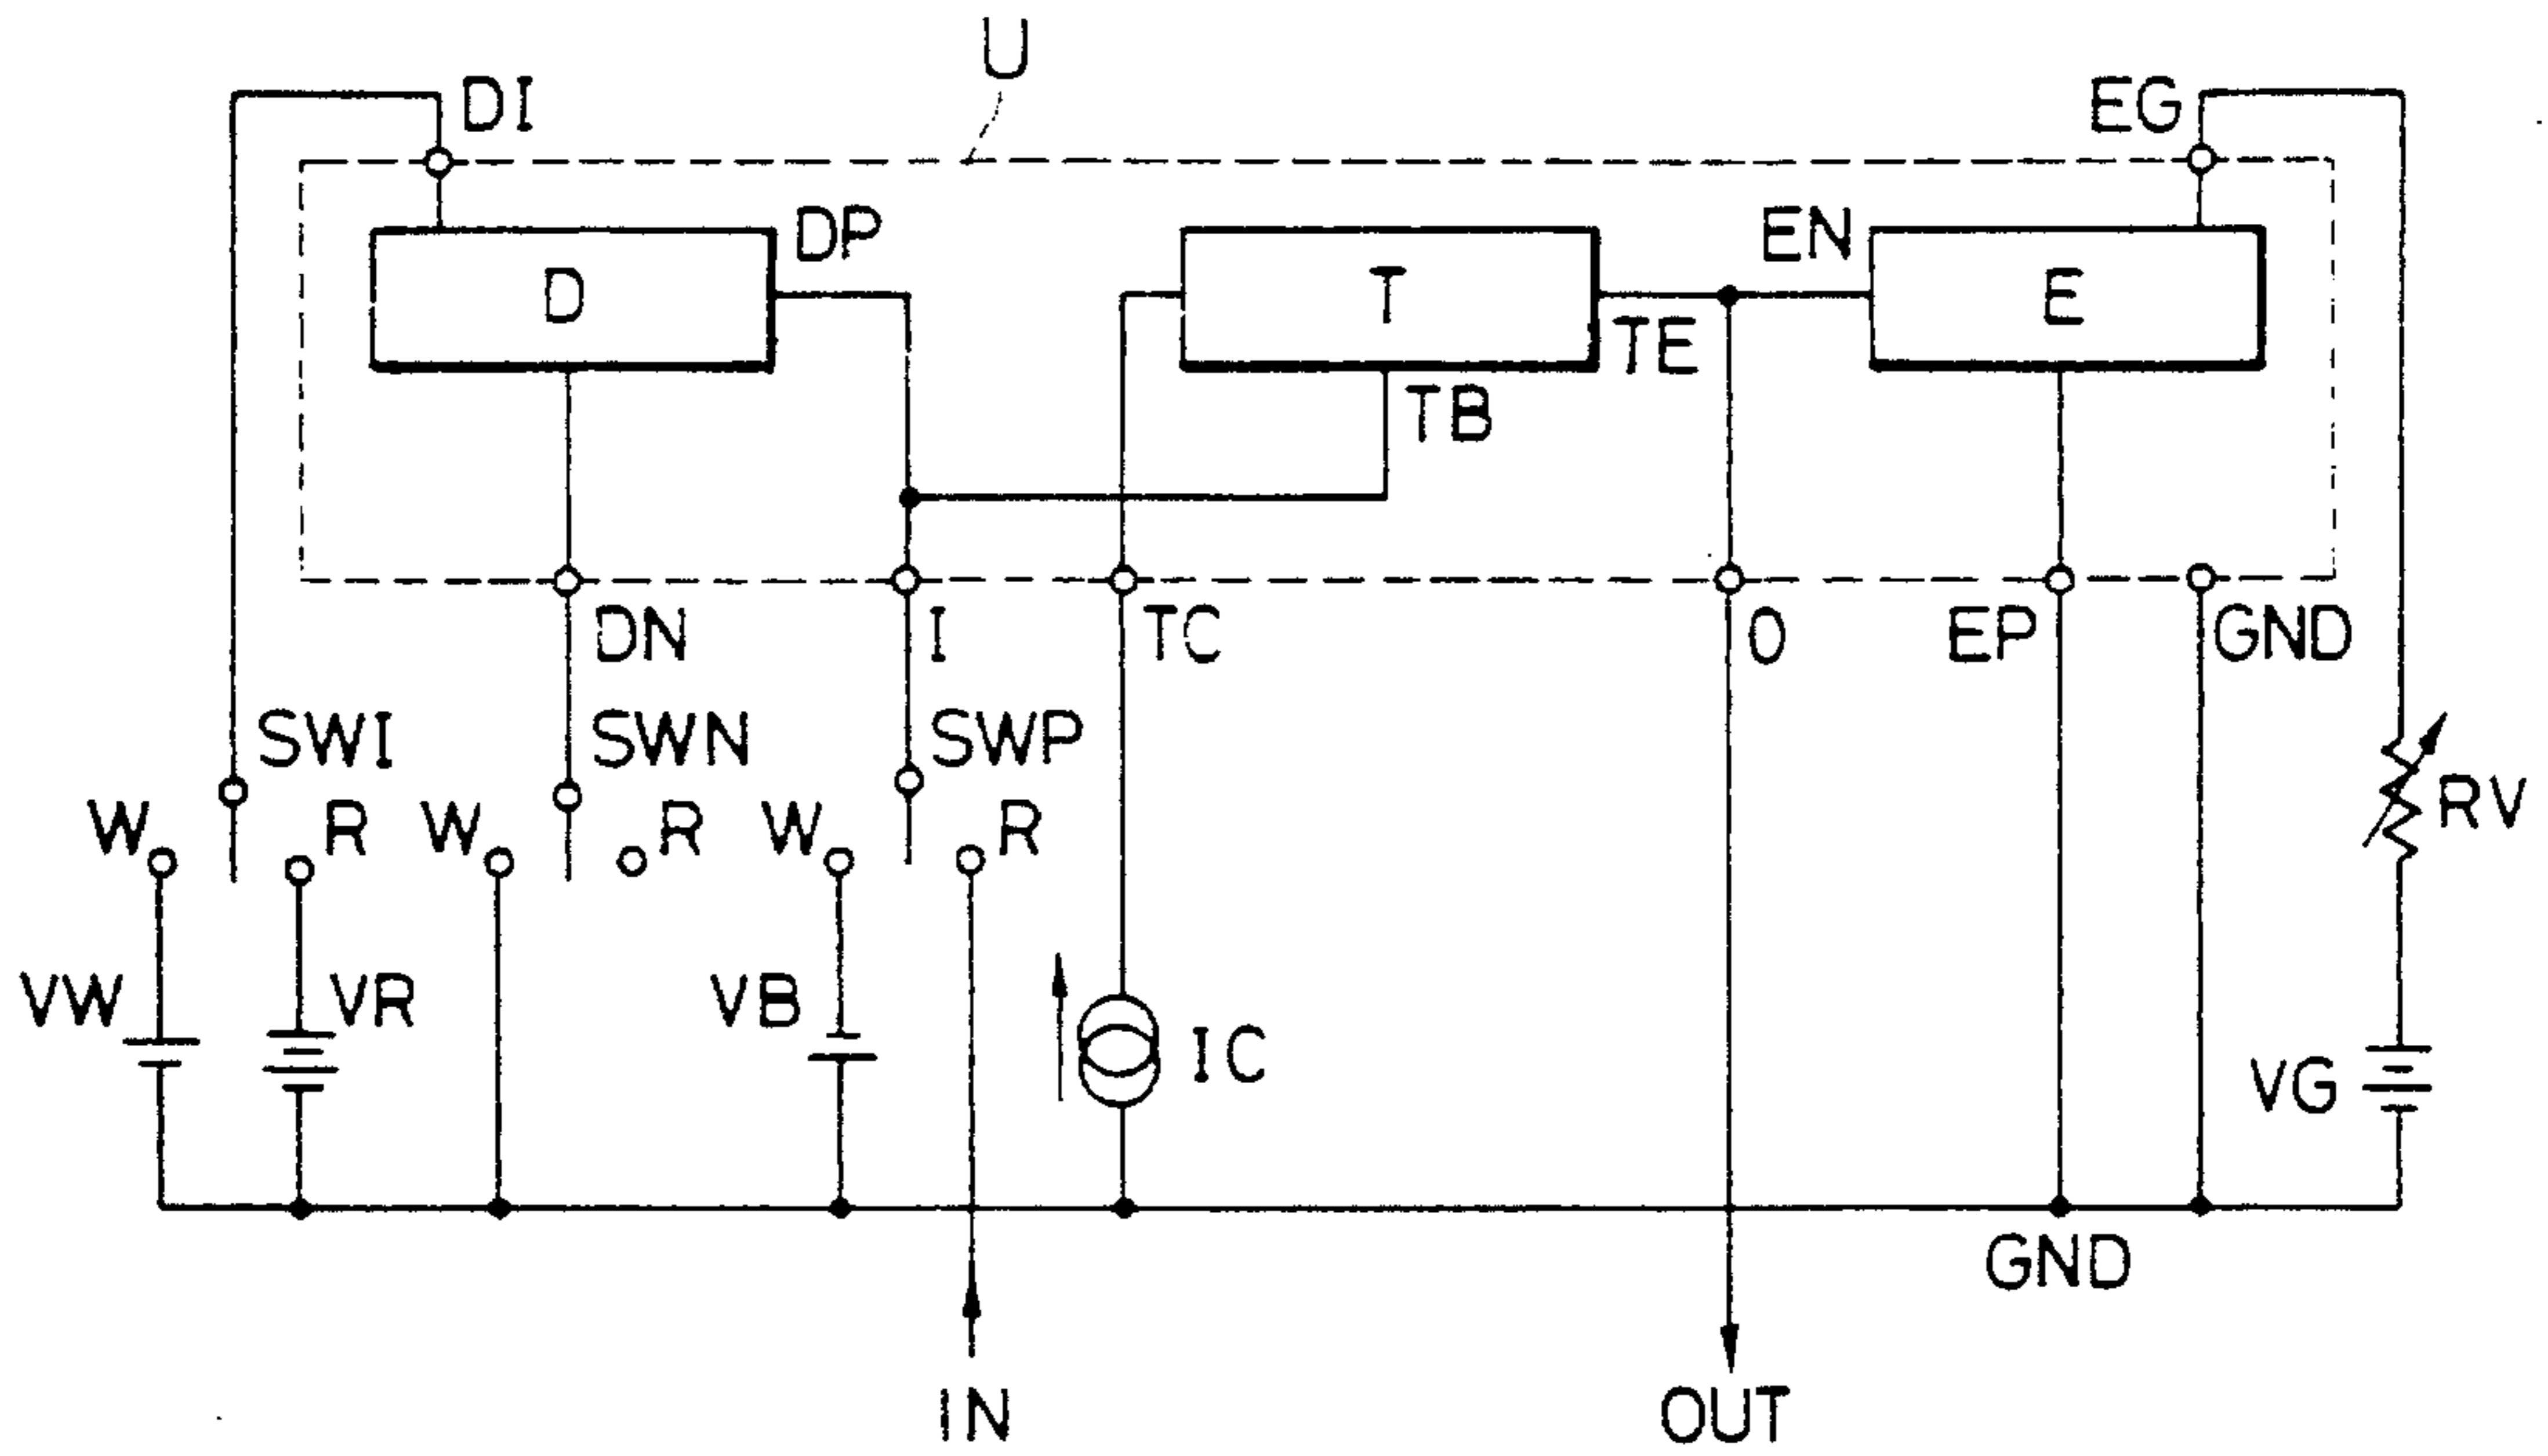 U
DI
EG
DP
EN
D
T
E
TE
TB
DN
I
TC
O
EP
GND
SWI
SWN
SWP
W
R
W
R
W
R
RV
VW
VR
VB
IC
VG
GND
IN
OUT